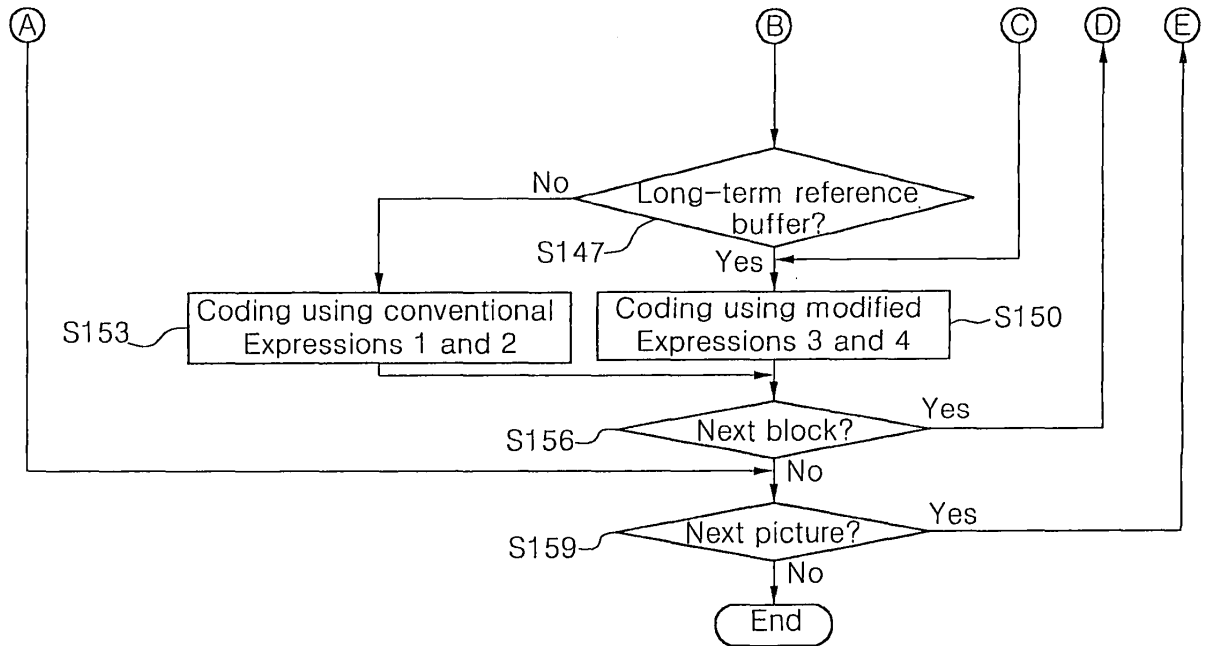 A
B
C
D
E
No
Long-term reference
buffer?
S147
Yes
S153
Coding using conventional
Expressions 1 and 2
Coding using modified
Expressions 3 and 4
S150
S156
Next block?
Yes
No
S159
Next picture?
Yes
No
End